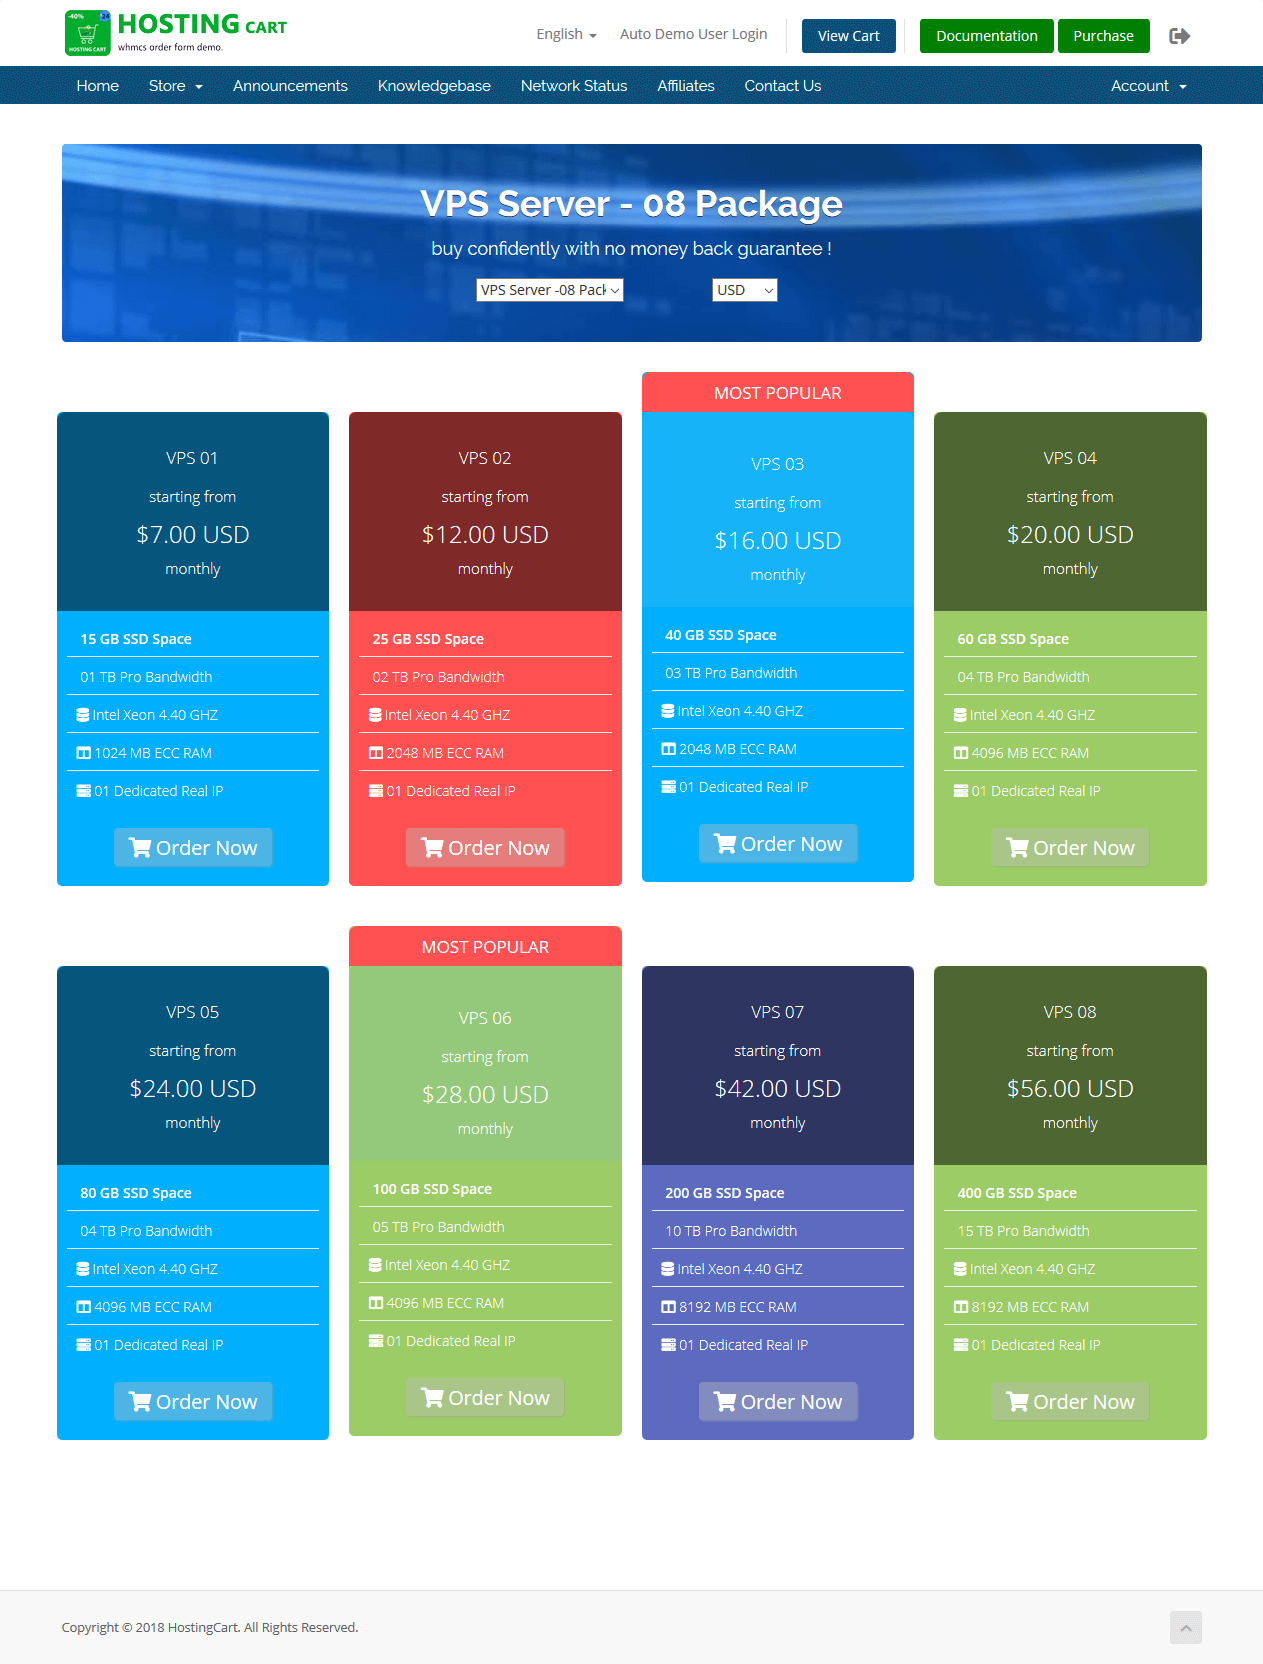 -40%
HOSTING CART
HOSTING CART
whmcs order form demo.
English
Auto Demo User Login
View Cart
Documentation
Purchase
Home
Store
Announcements
Knowledgebase
Network Status
Affiliates
Contact Us
Account
VPS Server - 08 Package
buy confidently with no money back guarantee !
VPS Server -08 Pack
USD
VPS 01
starting from
$7.00 USD
monthly
15 GB SSD Space
01 TB Pro Bandwidth
Intel Xeon 4.40 GHZ
1024 MB ECC RAM
01 Dedicated Real IP
Order Now
VPS 02
starting from
$12.00 USD
monthly
25 GB SSD Space
02 TB Pro Bandwidth
Intel Xeon 4.40 GHZ
2048 MB ECC RAM
01 Dedicated Real IP
Order Now
MOST POPULAR
VPS 03
starting from
$16.00 USD
monthly
40 GB SSD Space
03 TB Pro Bandwidth
Intel Xeon 4.40 GHZ
2048 MB ECC RAM
01 Dedicated Real IP
Order Now
VPS 04
starting from
$20.00 USD
monthly
60 GB SSD Space
04 TB Pro Bandwidth
Intel Xeon 4.40 GHZ
4096 MB ECC RAM
01 Dedicated Real IP
Order Now
VPS 05
starting from
$24.00 USD
monthly
80 GB SSD Space
04 TB Pro Bandwidth
Intel Xeon 4.40 GHZ
4096 MB ECC RAM
01 Dedicated Real IP
Order Now
MOST POPULAR
VPS 06
starting from
$28.00 USD
monthly
100 GB SSD Space
05 TB Pro Bandwidth
Intel Xeon 4.40 GHZ
4096 MB ECC RAM
01 Dedicated Real IP
Order Now
VPS 07
starting from
$42.00 USD
monthly
200 GB SSD Space
10 TB Pro Bandwidth
Intel Xeon 4.40 GHZ
8192 MB ECC RAM
01 Dedicated Real IP
Order Now
VPS 08
starting from
$56.00 USD
monthly
400 GB SSD Space
15 TB Pro Bandwidth
Intel Xeon 4.40 GHZ
8192 MB ECC RAM
01 Dedicated Real IP
Order Now
Copyright © 2018 HostingCart. All Rights Reserved.